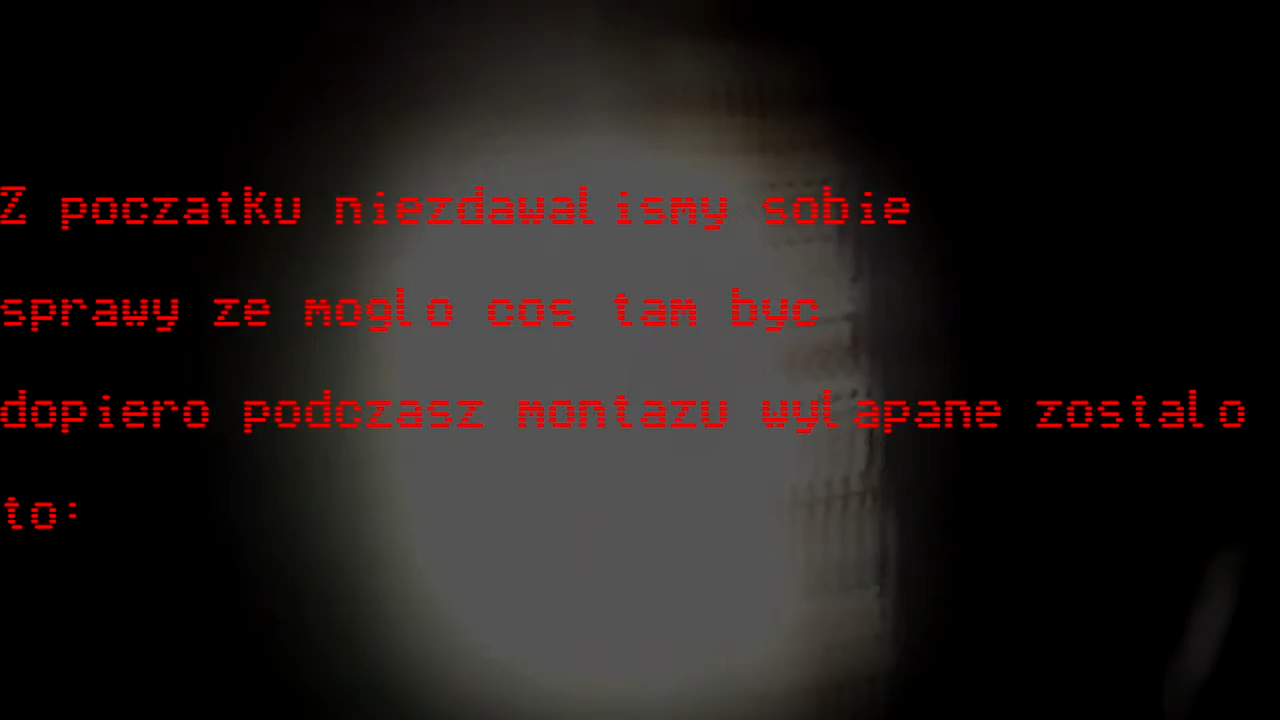 Z poczatku niezdawalismy sobie
sprawy ze moglo cos tam byc
dopiero podczasz montazu wylapane zostalo
to: